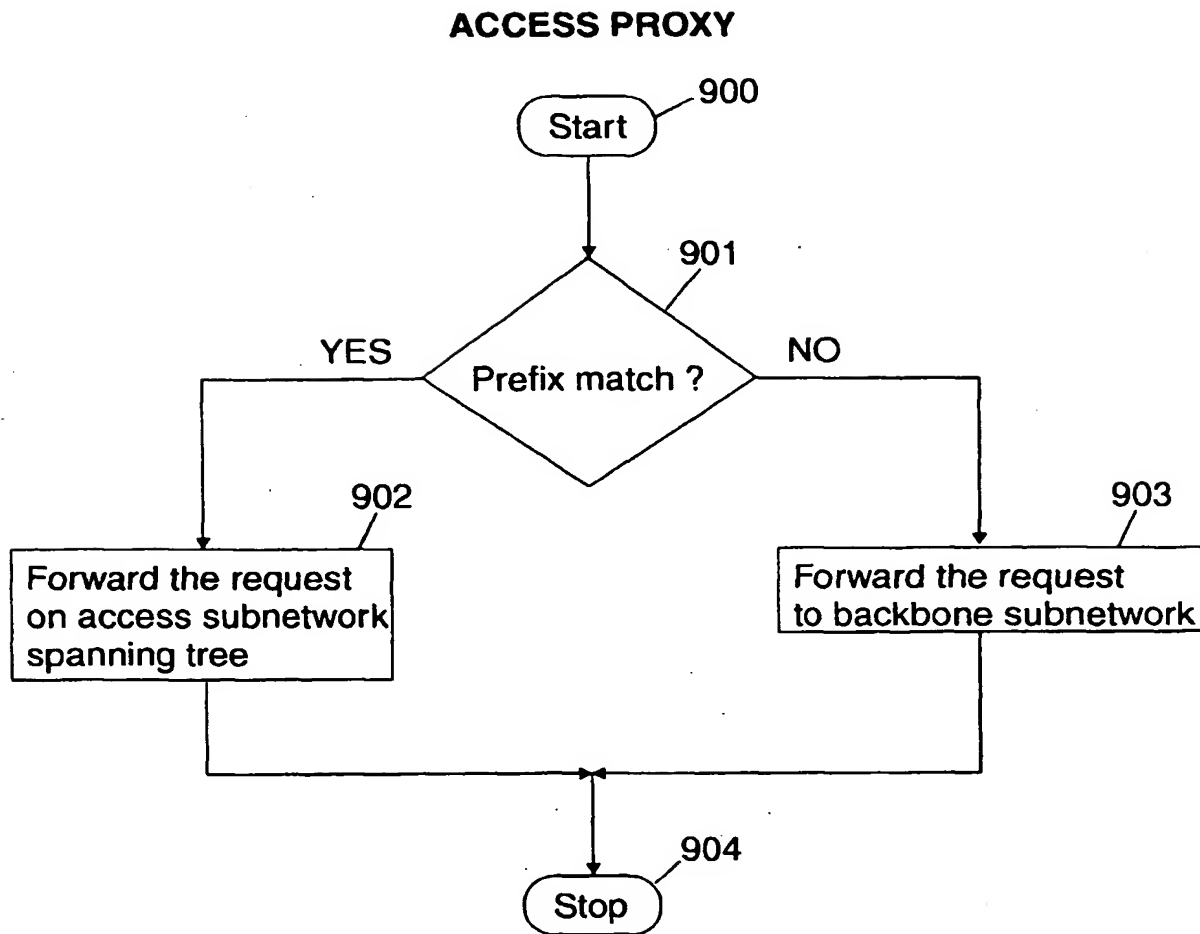 ACCESS PROXY
900
Start
901
YES
NO
Prefix match ?
902
903
Forward the request
on access subnetwork
spanning tree
Forward the request
to backbone subnetwork
904
Stop